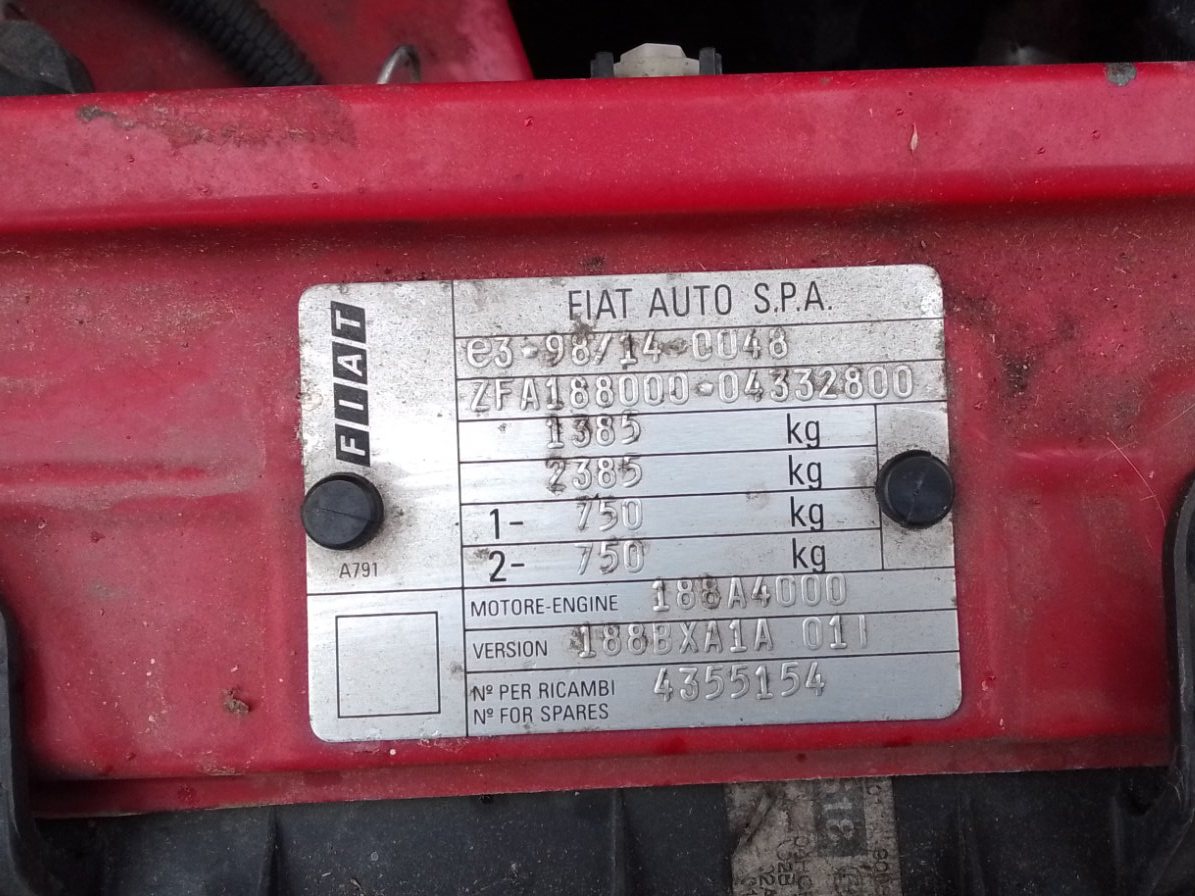 FIAT
FIAT AUTO S.P.A.
e3-98/14-0048
ZFA188000-04332800
1385 kg
2385 kg
1- 750 kg
2- 750 kg
A791
MOTORE-ENGINE 188A4000
VERSION 188BXA1A 01I
Nº PER RICAMBI 4355154
Nº FOR SPARES